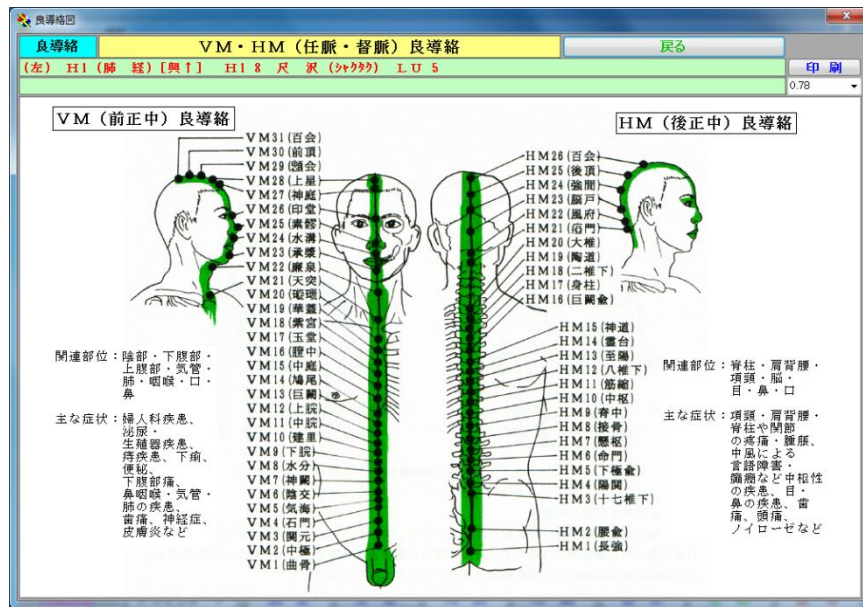 良導絡図
良導絡
VM・HM（任脈・督脈）良導絡
戻る
(左) H1(肺 経)[興↑] H18 尺 沢 (ｼｬｸﾀｸ) LU 5
印 刷
0.78
VM（前正中）良導絡
VM31(百会)
VM30(前頂)
VM29(顖会)
VM28(上星)
VM27(神庭)
VM26(印堂)
VM25(素髎)
VM24(水溝)
VM23(承漿)
VM22(廉泉)
VM21(天突)
VM20(璇璣)
VM19(華蓋)
VM18(紫宮)
VM17(玉堂)
VM16(膻中)
VM15(中庭)
VM14(鳩尾)
VM13(巨闕)
VM12(上脘)
VM11(中脘)
VM10(建里)
VM9(下脘)
VM8(水分)
VM7(神闕)
VM6(陰交)
VM5(気海)
VM4(石門)
VM3(関元)
VM2(中極)
VM1(曲骨)
関連部位：陰部・下腹部・
上腹部・気管・
肺・咽喉・口・
鼻
主な症状：婦人科疾患、
泌尿・
生殖器疾患、
痔疾患、下痢、
便秘、
下腹部痛、
鼻咽喉・気管・
肺の疾患、
歯痛、神経症、
皮膚炎など
HM（後正中）良導絡
HM26(百会)
HM25(後頂)
HM24(強間)
HM23(脳戸)
HM22(風府)
HM21(瘂門)
HM20(大椎)
HM19(陶道)
HM18(二椎下)
HM17(身柱)
HM16(巨闕兪)
HM15(神道)
HM14(霊台)
HM13(至陽)
HM12(八椎下)
HM11(筋縮)
HM10(中枢)
HM9(脊中)
HM8(接骨)
HM7(懸枢)
HM6(命門)
HM5(下極兪)
HM4(陽関)
HM3(十七椎下)
HM2(腰兪)
HM1(長強)
関連部位：脊柱・肩背腰・
項頸・脳・
目・鼻・口
主な症状：項頸・肩背腰・
脊柱や関節
の疼痛・腫脹、
中風による
言語障害・
癲癇など中枢性
の疾患、目・
鼻の疾患、歯
痛、頭痛、
ノイローゼなど